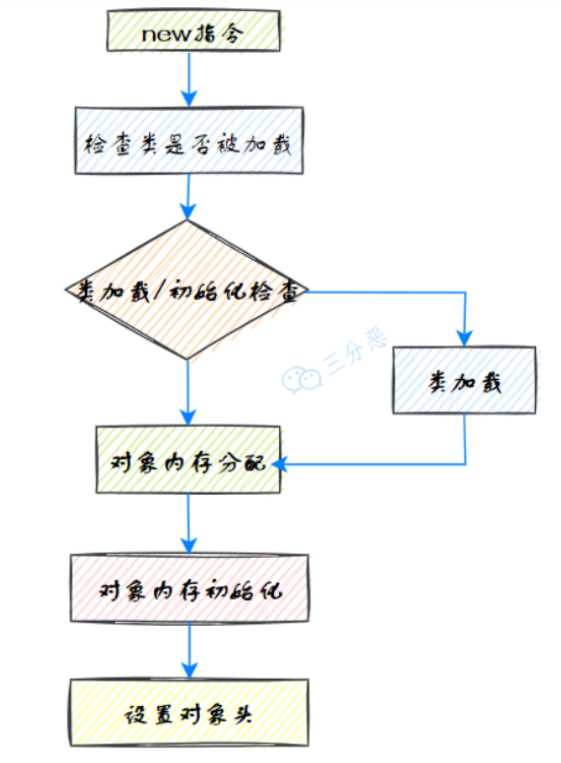 new指令
检查类是否被加载
类加载/初始化检查
三分恶
类加载
对象内存分配
对象内存初始化
设置对象头